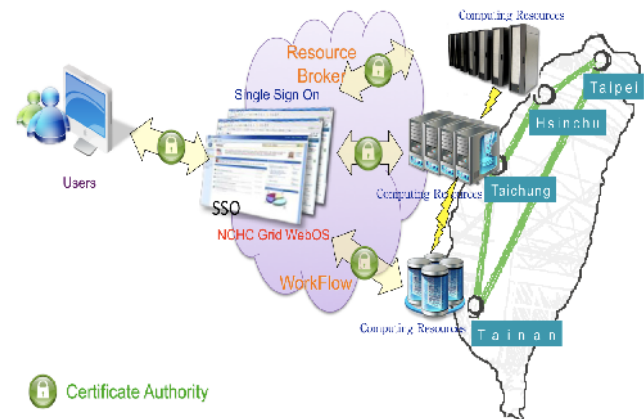 Computing Resources
Resource
Broker
Single Sign On
Users
SSO
NCHC Grid WebOS
WorkFlow
Computing Resources
Computing Resources
Taipei
Hsinchu
Taichung
Tainan
Certificate Authority